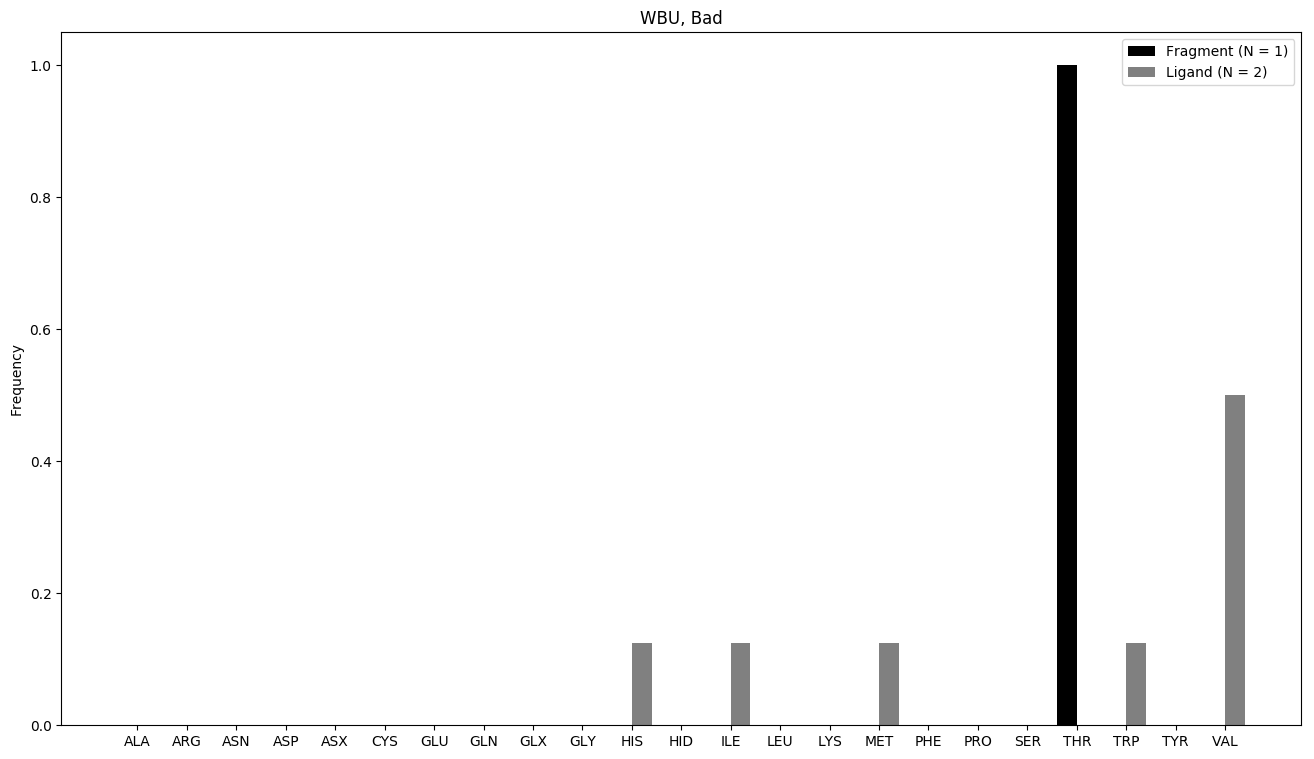 WBU, Bad
Fragment (N = 1)
Ligand (N = 2)
Frequency
1.0
0.8
0.6
0.4
0.2
0.0
ALA ARG ASN ASP ASX CYS GLU GLN GLX GLY HIS HID ILE LEU LYS MET PHE PRO SER THR TRP TYR VAL